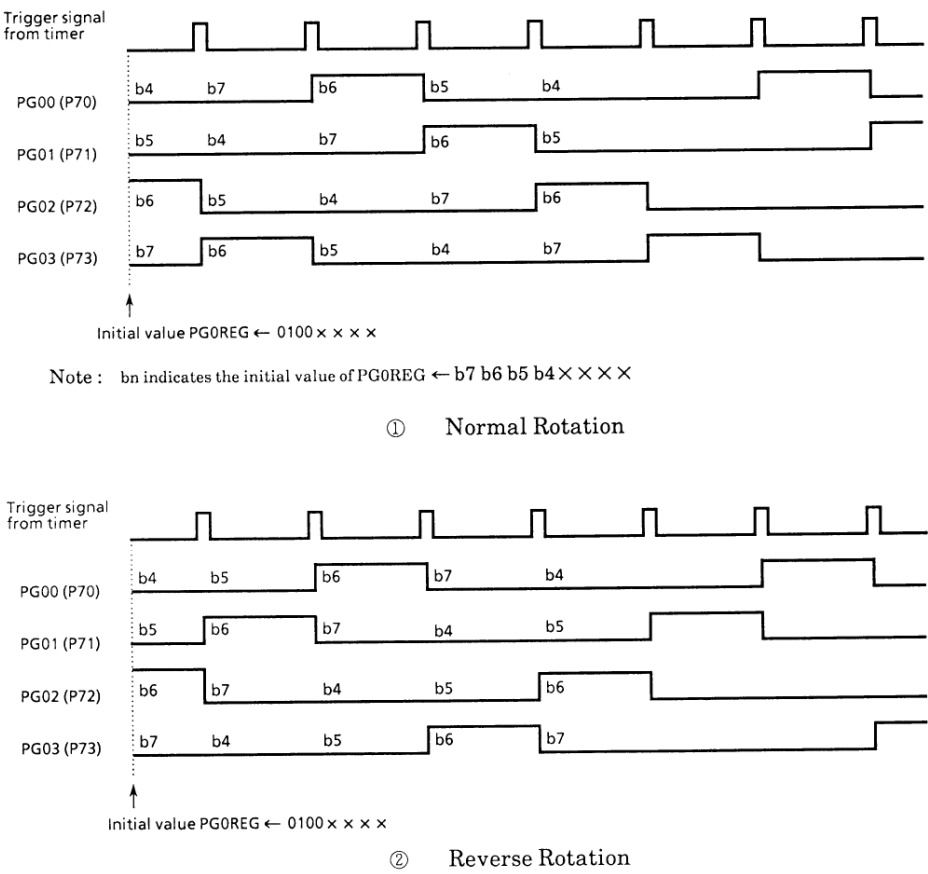 Trigger signal
from timer
PG00 (P70) b4 b7 b6 b5 b4
PG01 (P71) b5 b4 b7 b6 b5
PG02 (P72) b6 b5 b4 b7 b6
PG03 (P73) b7 b6 b5 b4 b7
Initial value PG0REG ← 0100 × × × ×
Note : bn indicates the initial value of PG0REG ← b7 b6 b5 b4 × × × ×
① Normal Rotation
Trigger signal
from timer
PG00 (P70) b4 b5 b6 b7 b4
PG01 (P71) b5 b6 b7 b4 b5
PG02 (P72) b6 b7 b4 b5 b6
PG03 (P73) b7 b4 b5 b6 b7
Initial value PG0REG ← 0100 × × × ×
② Reverse Rotation